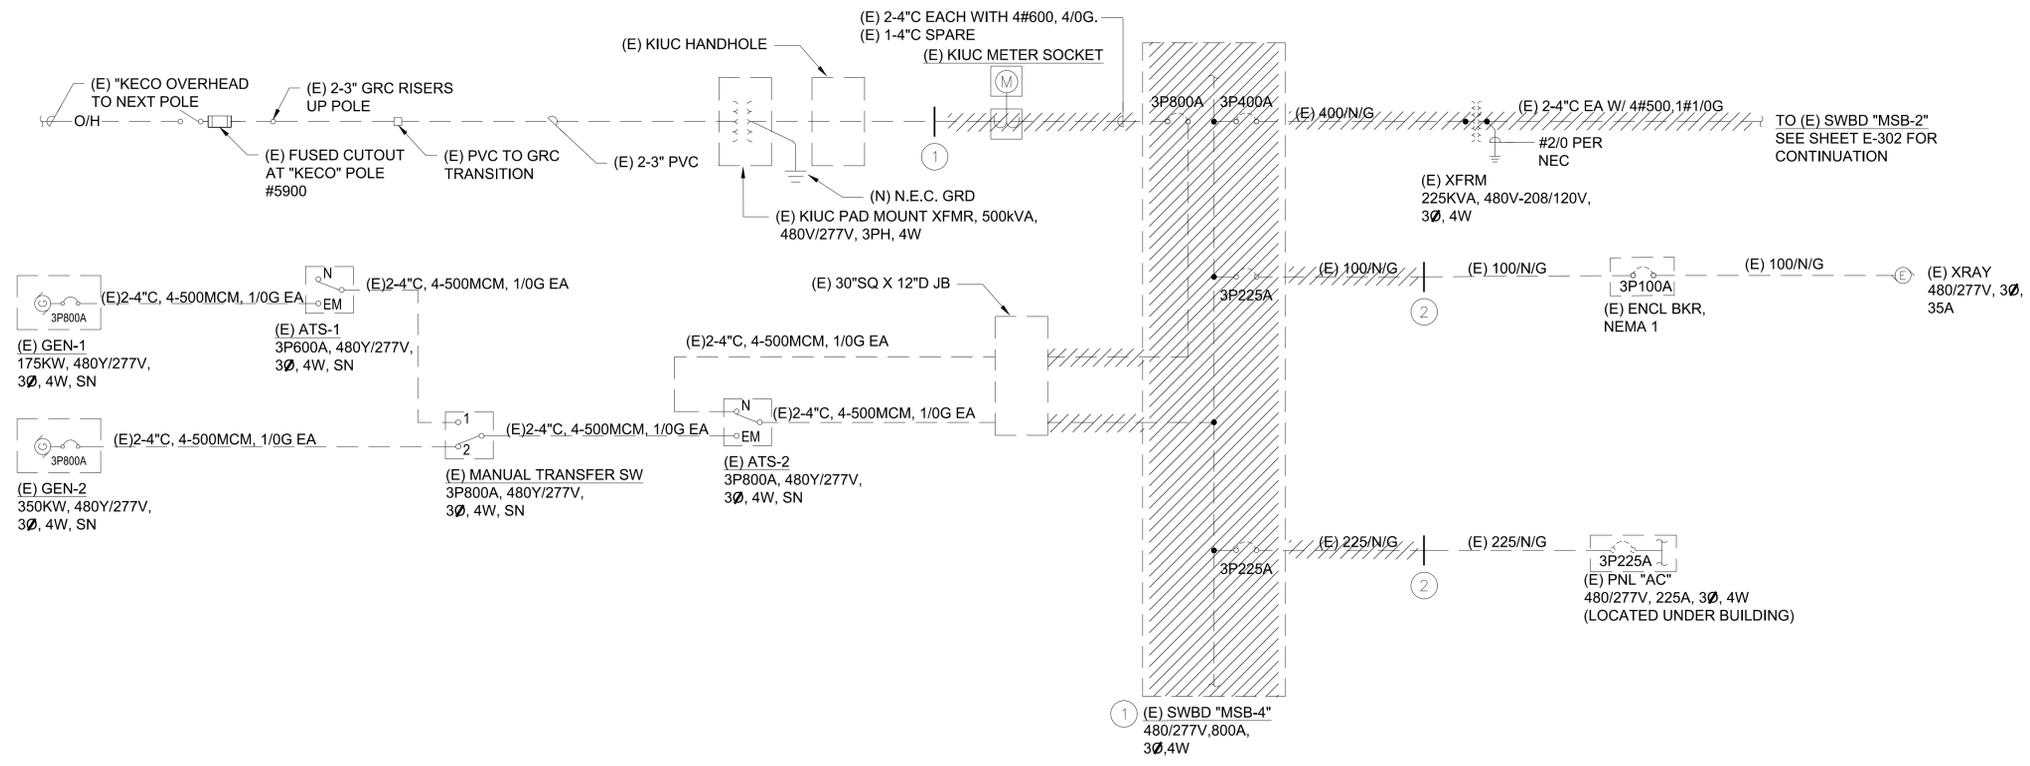 (E) 2-4"C EACH WITH 4#600, 4/0G.
(E) 1-4"C SPARE
(E) KIUC HANDHOLE
(E) KIUC METER SOCKET
(E) "KECO OVERHEAD
TO NEXT POLE
(E) 2-3" GRC RISERS
UP POLE
M
3P800A
3P400A
(E) 400/N/G
(E) 2-4"C EA W/ 4#500,1#1/0G
O/H
TO (E) SWBD "MSB-2"
SEE SHEET E-302 FOR
CONTINUATION
(E) FUSED CUTOUT
AT "KECO" POLE
#5900
(E) PVC TO GRC
TRANSITION
(E) 2-3" PVC
1
#2/0 PER
NEC
(N) N.E.C. GRD
(E) XFRM
225KVA, 480V-208/120V,
3Ø, 4W
(E) KIUC PAD MOUNT XFMR, 500kVA,
480V/277V, 3PH, 4W
N
(E)2-4"C, 4-500MCM, 1/0G EA
(E)2-4"C, 4-500MCM, 1/0G EA
EM
G
3P800A
(E) GEN-1
175KW, 480Y/277V,
3Ø, 4W, SN
(E) ATS-1
3P600A, 480Y/277V,
3Ø, 4W, SN
(E) 30"SQ X 12"D JB
3P225A
(E) 100/N/G
2
(E) 100/N/G
3P100A
(E) ENCL BKR,
NEMA 1
(E) 100/N/G
E
(E) XRAY
480/277V, 3Ø,
35A
(E)2-4"C, 4-500MCM, 1/0G EA
G
3P800A
(E)2-4"C, 4-500MCM, 1/0G EA
(E) GEN-2
350KW, 480Y/277V,
3Ø, 4W, SN
1
2
(E)2-4"C, 4-500MCM, 1/0G EA
(E) MANUAL TRANSFER SW
3P800A, 480Y/277V,
3Ø, 4W, SN
N
EM
(E)2-4"C, 4-500MCM, 1/0G EA
(E) ATS-2
3P800A, 480Y/277V,
3Ø, 4W, SN
3P225A
(E) 225/N/G
2
(E) 225/N/G
3P225A
(E) PNL "AC"
480/277V, 225A, 3Ø, 4W
(LOCATED UNDER BUILDING)
1
(E) SWBD "MSB-4"
480/277V,800A,
3Ø,4W